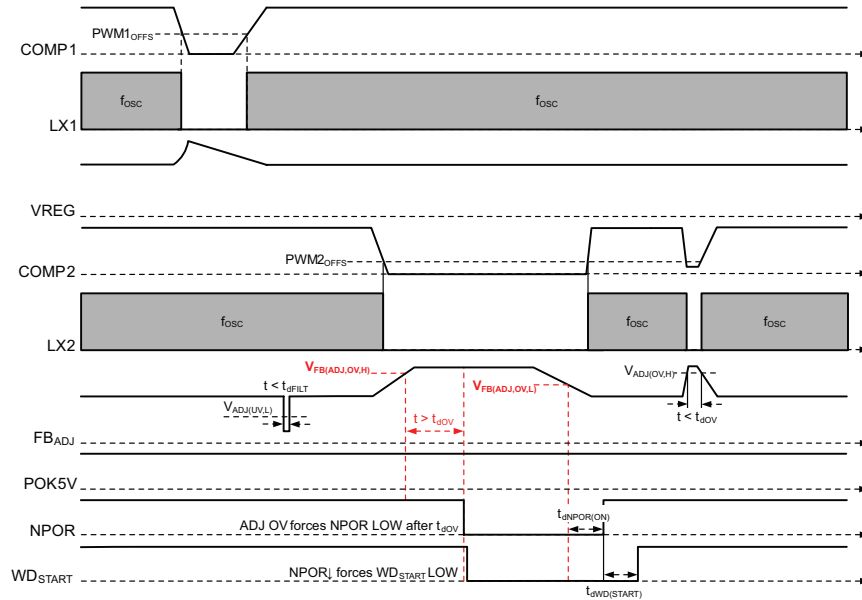 PWM1OFFS
COMP1
fOSC
fOSC
LX1
VREG
PWM2OFFS
COMP2
fOSC
fOSC
fOSC
LX2
VFB(ADJ,OV,H)
VADJ(OV,H)
t < tdFILT
VFB(ADJ,OV,L)
VADJ(UV,L)
t > tdOV
t < tdOV
FBADJ
POK5V
tdNPOR(ON)
NPOR
ADJ OV forces NPOR LOW after tdOV
WDSTART
NPOR↓ forces WDSTART LOW
tdWD(START)